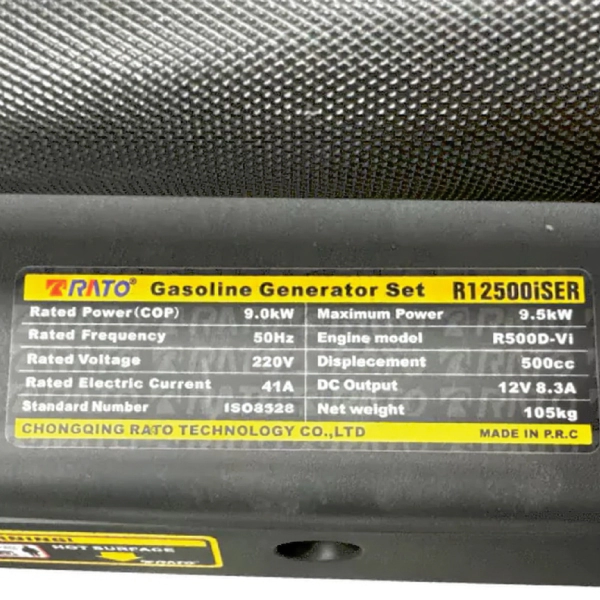 RATO® Gasoline Generator Set R12500iSER
Rated Power(COP) 9.0kW Maximum Power 9.5kW
Rated Frequency 50Hz Engine model R500D-Vi
Rated Voltage 220V Displecement 500cc
Rated Electric Current 41A DC Output 12V 8.3A
Standard Number ISO8528 Net weight 105kg
CHONGQING RATO TECHNOLOGY CO.,LTD MADE IN P.R.C
HOT SURFACE
RATO